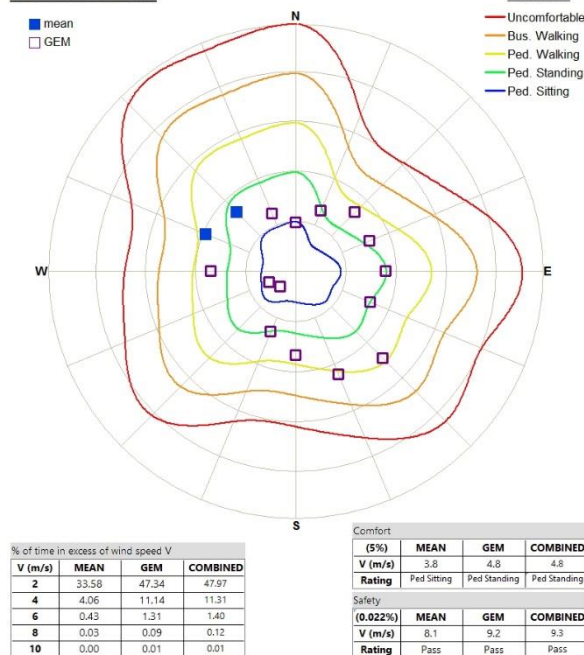 N
mean
GEM
Uncomfortable
Bus. Walking
Ped. Walking
Ped. Standing
Ped. Sitting
W
E
S
% of time in excess of wind speed V
V (m/s) MEAN GEM COMBINED
2 33.58 47.34 47.97
4 4.06 11.14 11.31
6 0.43 1.31 1.40
8 0.03 0.09 0.12
10 0.00 0.01 0.01
Comfort
(5%) MEAN GEM COMBINED
V (m/s) 3.8 4.8 4.8
Rating Ped Sitting Ped Standing Ped Standing
Safety
(0.022%) MEAN GEM COMBINED
V (m/s) 8.1 9.2 9.3
Rating Pass Pass Pass